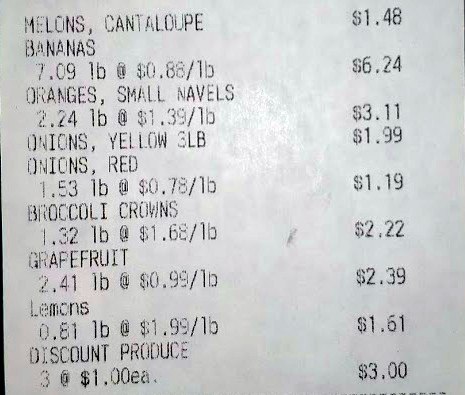 MELONS, CANTALOUPE $1.48
BANANAS
7.09 lb @ $0.88/lb $6.24
ORANGES, SMALL NAVELS
2.24 lb @ $1.39/lb $3.11
ONIONS, YELLOW 3LB $1.99
ONIONS, RED
1.53 lb @ $0.78/lb $1.19
BROCCOLI CROWNS
1.32 lb @ $1.68/lb $2.22
GRAPEFRUIT
2.41 lb @ $0.99/lb $2.39
Lemons
0.81 lb @ $1.99/lb $1.61
DISCOUNT PRODUCE
3 @ $1.00ea. $3.00